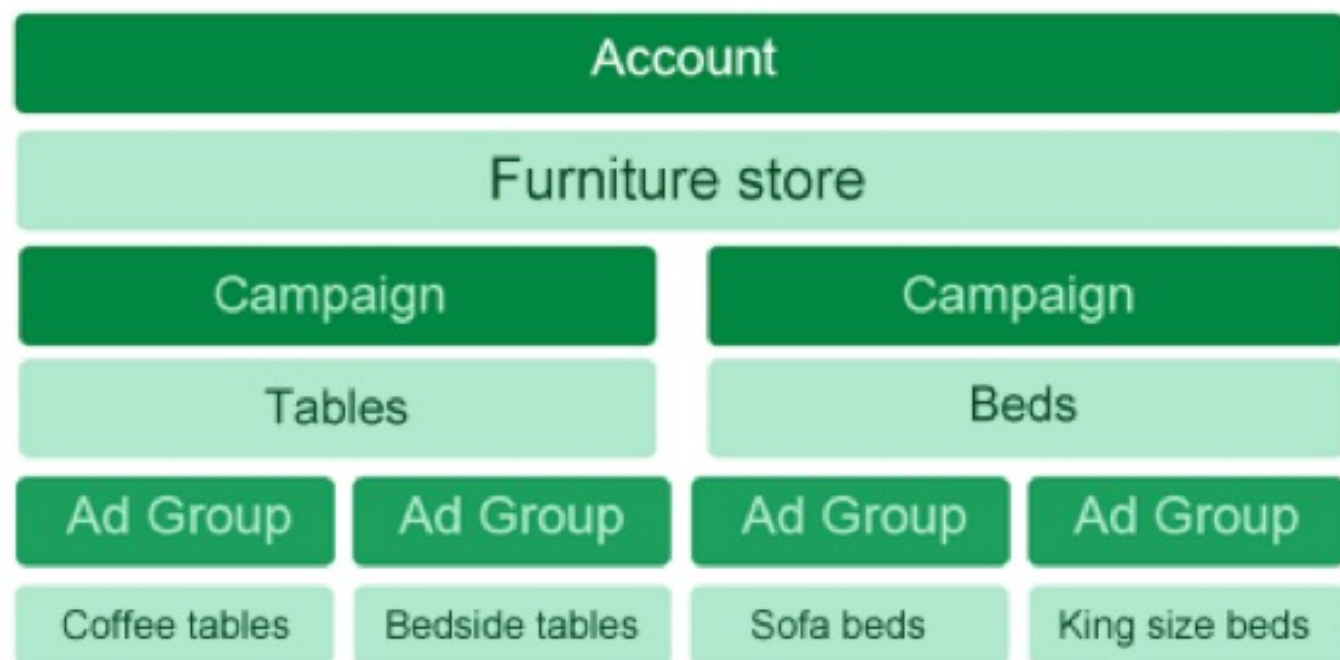 Account
Furniture store
Campaign Campaign
Tables Beds
Ad Group Ad Group Ad Group Ad Group
Coffee tables Bedside tables Sofa beds King size beds